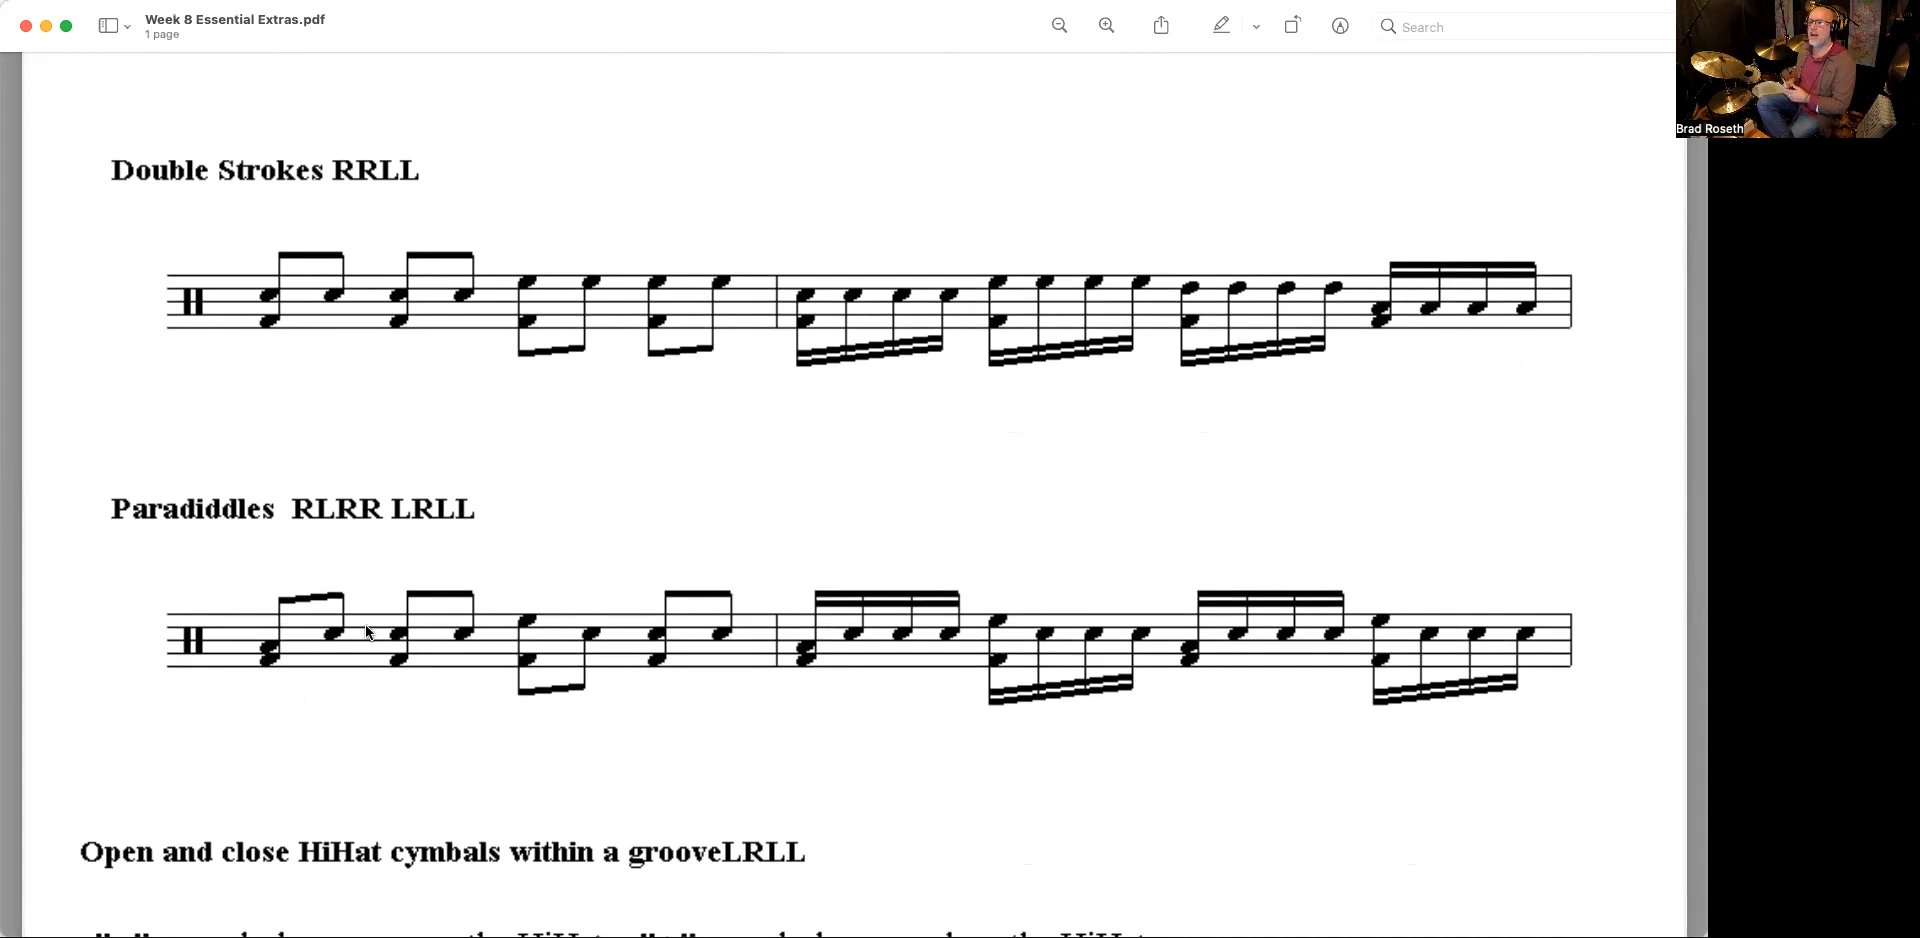 Week 8 Essential Extras.pdf
1 page
Search
Brad Roseth
Double Strokes RRLL
Paradiddles RLRR LRLL
Open and close HiHat cymbals within a grooveLRLL